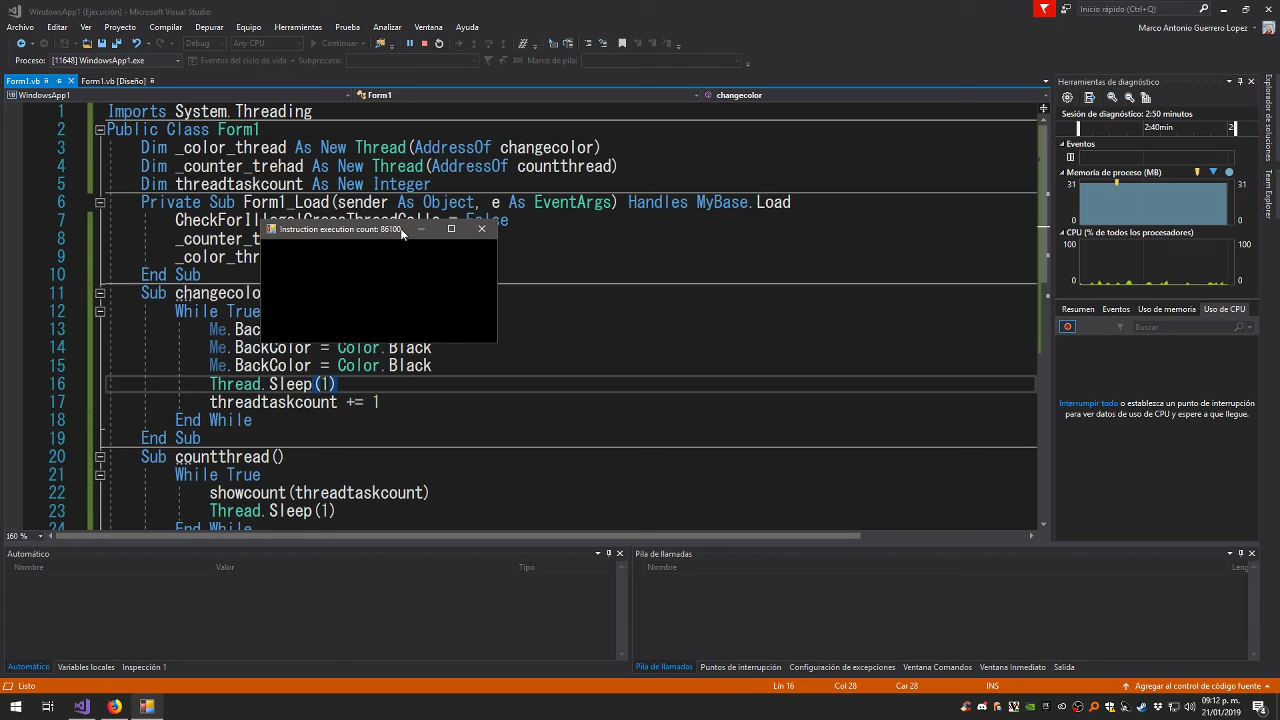 WindowsApp1 (Ejecución) - Microsoft Visual Studio
Inicio rápido (Ctrl+Q)
Archivo Editar Ver Proyecto Compilar Depurar Equipo Herramientas Prueba Analizar Ventana Ayuda
Marco Antonio Guerrero Lopez
Debug Any CPU Continuar
Proceso: [11648] WindowsApp1.exe Eventos del ciclo de vida Subproceso: Marco de pila:
Form1.vb Form1.vb [Diseño]
WindowsApp1 Form1 changecolor
1 Imports System.Threading
2 Public Class Form1
3 Dim _color_thread As New Thread(AddressOf changecolor)
4 Dim _counter_trehad As New Thread(AddressOf countthread)
5 Dim threadtaskcount As New Integer
6 Private Sub Form1_Load(sender As Object, e As EventArgs) Handles MyBase.Load
7 CheckForIllegalCrossThreadCalls = False
8 _counter_t
9 _color_thr
10 End Sub
11 Sub changecolo
12 While True
13 Me.Bac
14 Me.BackColor = Color.Black
15 Me.BackColor = Color.Black
16 Thread.Sleep(1)
17 threadtaskcount += 1
18 End While
19 End Sub
20 Sub countthread()
21 While True
22 showcount(threadtaskcount)
23 Thread.Sleep(1)
24 End While
Instruction execution count: 86100
160 %
Herramientas de diagnóstico
Sesión de diagnóstico: 2:50 minutos
2:40min 2:
Eventos
Memoria de proceso (MB)
31 31
0 0
CPU (% de todos los procesadores)
100 100
0 0
Resumen Eventos Uso de memoria Uso de CPU
Buscar
Interrumpir todo o establezca un punto de interrupción
para ver datos de uso de CPU y espere a que llegue.
Explorador de soluciones
Team Explorer
Automático
Nombre Valor Tipo
Automático Variables locales Inspección 1
Pila de llamadas
Nombre Leng
Pila de llamadas Puntos de interrupción Configuración de excepciones Ventana Comandos Ventana Inmediato Salida
Listo Lín 16 Col 28 Car 28 INS Agregar al control de código fuente
09:12 p. m.
21/01/2019